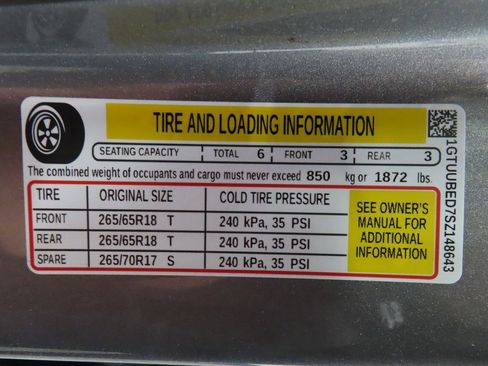 TIRE AND LOADING INFORMATION
SEATING CAPACITY TOTAL 6 FRONT 3 REAR 3
The combined weight of occupants and cargo must never exceed 850 kg or 1872 lbs.
TIRE ORIGINAL SIZE COLD TIRE PRESSURE
FRONT 265/65R18 T 240 kPa, 35 PSI
REAR 265/65R18 T 240 kPa, 35 PSI
SPARE 265/70R17 S 240 kPa, 35 PSI
SEE OWNER'S
MANUAL FOR
ADDITIONAL
INFORMATION
1GTUUBED7SZ148643